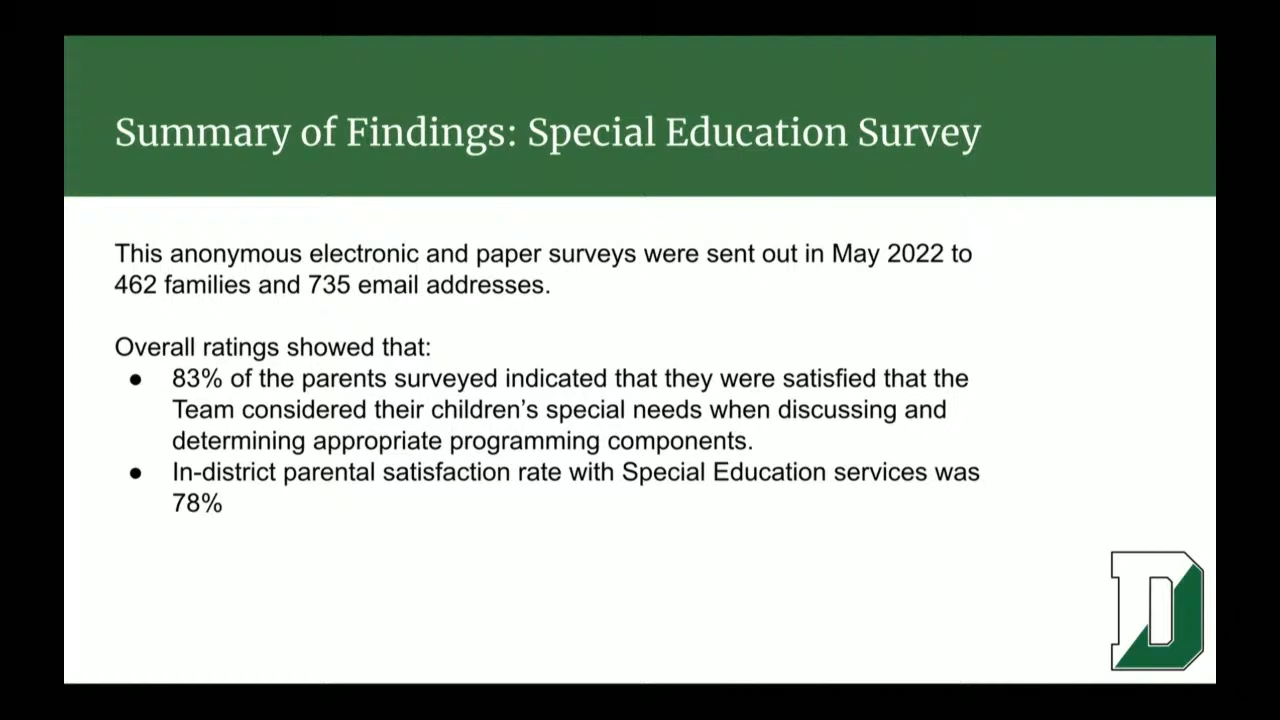 Summary of Findings: Special Education Survey
This anonymous electronic and paper surveys were sent out in May 2022 to
462 families and 735 email addresses.
Overall ratings showed that:
● 83% of the parents surveyed indicated that they were satisfied that the
Team considered their children’s special needs when discussing and
determining appropriate programming components.
● In-district parental satisfaction rate with Special Education services was
78%
D